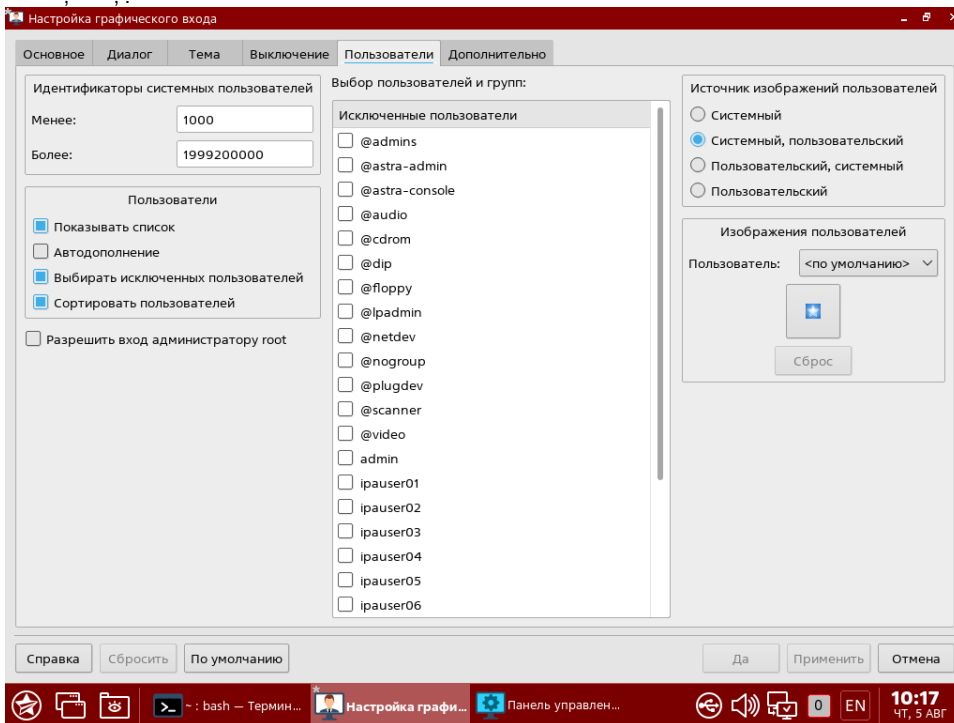 Настройка графического входа
Основное Диалог Тема Выключение Пользователи Дополнительно
Идентификаторы системных пользователей
Менее: 1000
Более: 1999200000
Пользователи
Показывать список
Автодополнение
Выбирать исключенных пользователей
Сортировать пользователей
Разрешить вход администратору root
Выбор пользователей и групп:
Исключенные пользователи
@admins
@astra-admin
@astra-console
@audio
@cdrom
@dip
@floppy
@lpadmin
@netdev
@nogroup
@plugdev
@scanner
@video
admin
ipauser01
ipauser02
ipauser03
ipauser04
ipauser05
ipauser06
Источник изображений пользователей
Системный
Системный, пользовательский
Пользовательский, системный
Пользовательский
Изображения пользователей
Пользователь: <по умолчанию>
Сброс
Справка Сбросить По умолчанию Да Применить Отмена
~ : bash — Термин... Настройка графи... Панель управлен... 0 EN 10:17
ЧТ, 5 АВГ